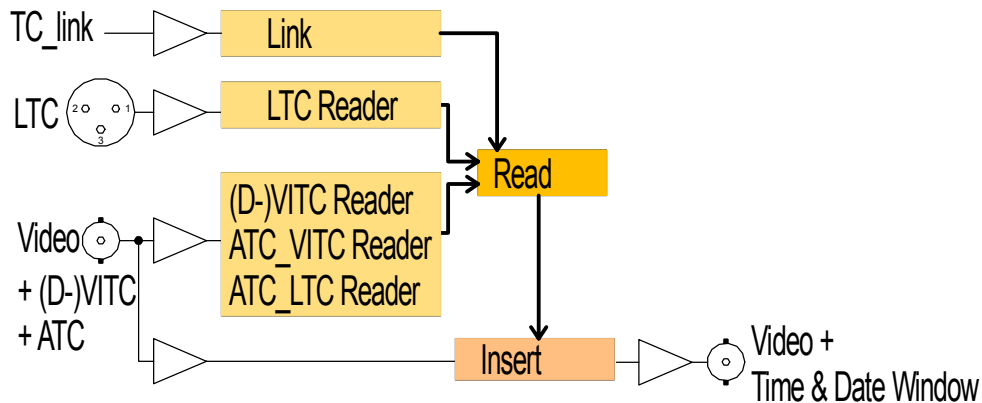 TC_link
Link
LTC
2
1
3
LTC Reader
Read
(D-)VITC Reader
ATC_VITC Reader
ATC_LTC Reader
Video
+ (D-)VITC
+ ATC
Insert
Video +
Time & Date Window